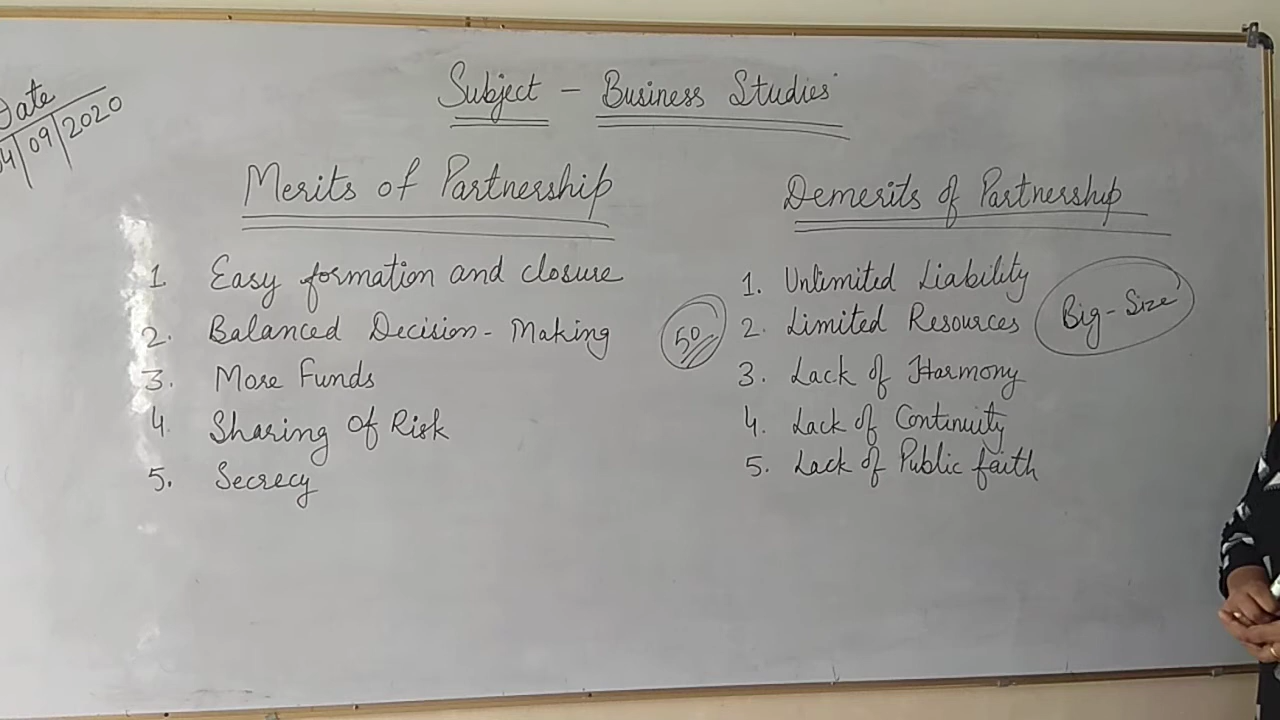 Date
04/09/2020
Subject - Business Studies
Merits of Partnership
1 Easy formation and closure
2. Balanced Decision-Making
3. More Funds
4. Sharing of Risk
5. Secrecy
50
Demerits of Partnership
1. Unlimited Liability
2. Limited Resources
Big-Size
3. Lack of Harmony
4. Lack of Continuity
5. Lack of Public faith